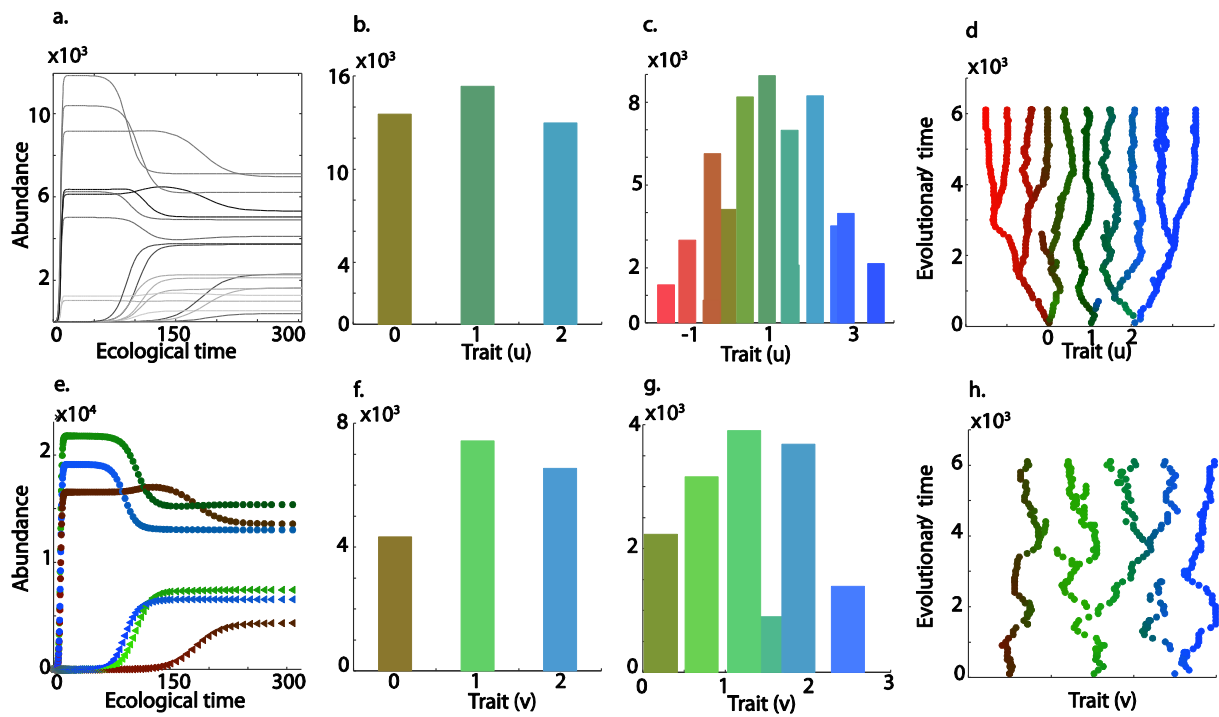 a.
x10³
10
6
2
0
150
300
Abundance
Ecological time
b.
x10³
16
10
4
0
0
1
2
Trait (u)
c.
x10³
8
5
2
0
-1
1
3
Trait (u)
d
x10³
6
4
2
0
0
2
Evolutionary time
Trait (u)
e.
x10⁴
2
1
0
0
150
300
Abundance
Ecological time
f.
x10³
8
4
0
0
1
2
Trait (v)
g.
x10³
4
2
0
0
1
2
3
Trait (v)
h.
x10³
6
4
2
0
Evolutionary time
Trait (v)